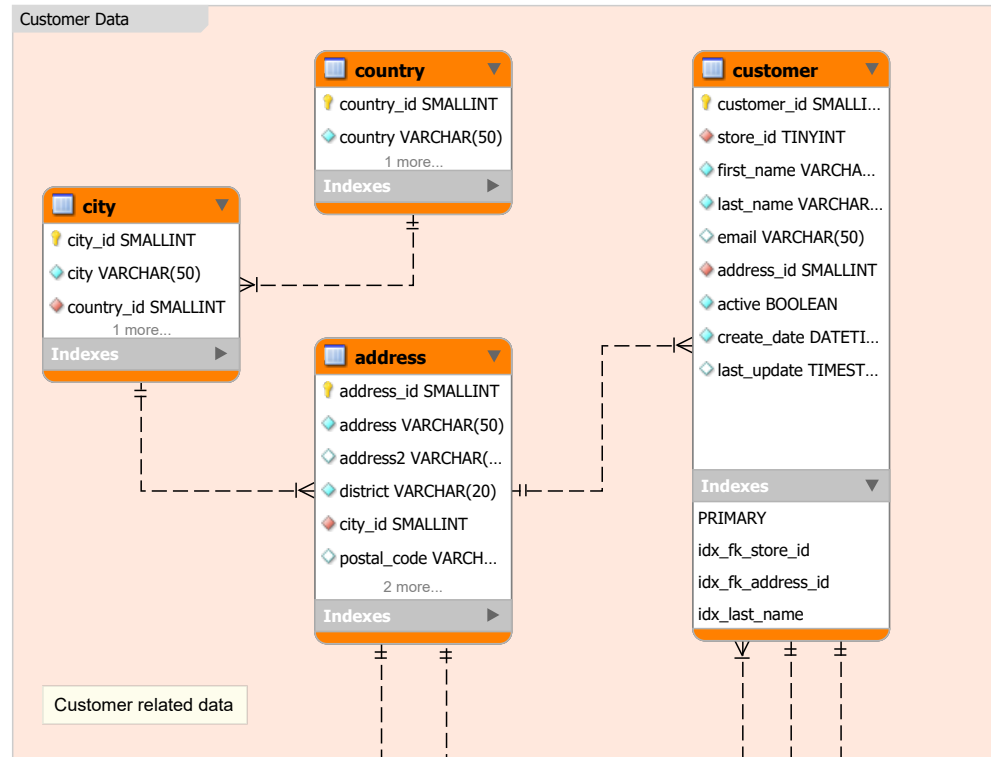 Customer Data
country
country_id SMALLINT
country VARCHAR(50)
1 more...
Indexes
city
city_id SMALLINT
city VARCHAR(50)
country_id SMALLINT
1 more...
Indexes
address
address_id SMALLINT
address VARCHAR(50)
address2 VARCHAR(...
district VARCHAR(20)
city_id SMALLINT
postal_code VARCH...
2 more...
Indexes
customer
customer_id SMALLI...
store_id TINYINT
first_name VARCHA...
last_name VARCHAR...
email VARCHAR(50)
address_id SMALLINT
active BOOLEAN
create_date DATETI...
last_update TIMEST...
Indexes
PRIMARY
idx_fk_store_id
idx_fk_address_id
idx_last_name
Customer related data